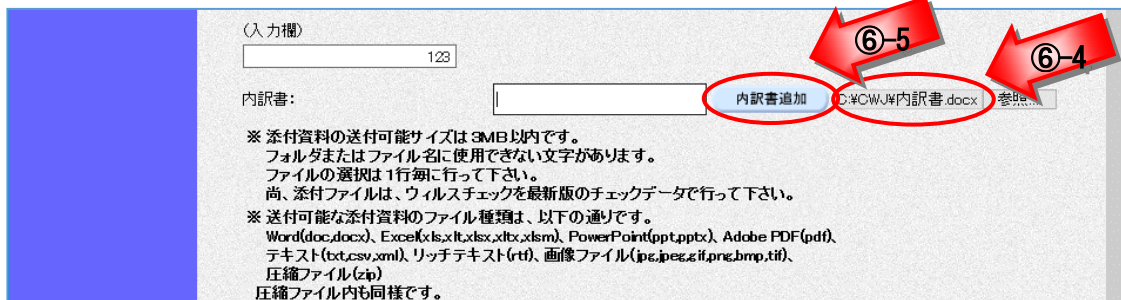 (入力欄)
123
⑥-5
⑥-4
内訳書: 内訳書追加 C:¥CWJ¥内訳書.docx 参照...
※ 添付資料の送付可能サイズは3MB以内です。
フォルダまたはファイル名に使用できない文字があります。
ファイルの選択は1行毎に行って下さい。
尚、添付ファイルは、ウィルスチェックを最新版のチェックデータで行って下さい。
※ 送付可能な添付資料のファイル種類は、以下の通りです。
Word(doc,docx)、Excel(xls,xlt,xlsx,xltx,xlsm)、PowerPoint(ppt,pptx)、Adobe PDF(pdf)、
テキスト(txt,csv,xml)、リッチテキスト(rtf)、画像ファイル(jpg,jpeg,gif,png,bmp,tif)、
圧縮ファイル(zip)
圧縮ファイル内も同様です。